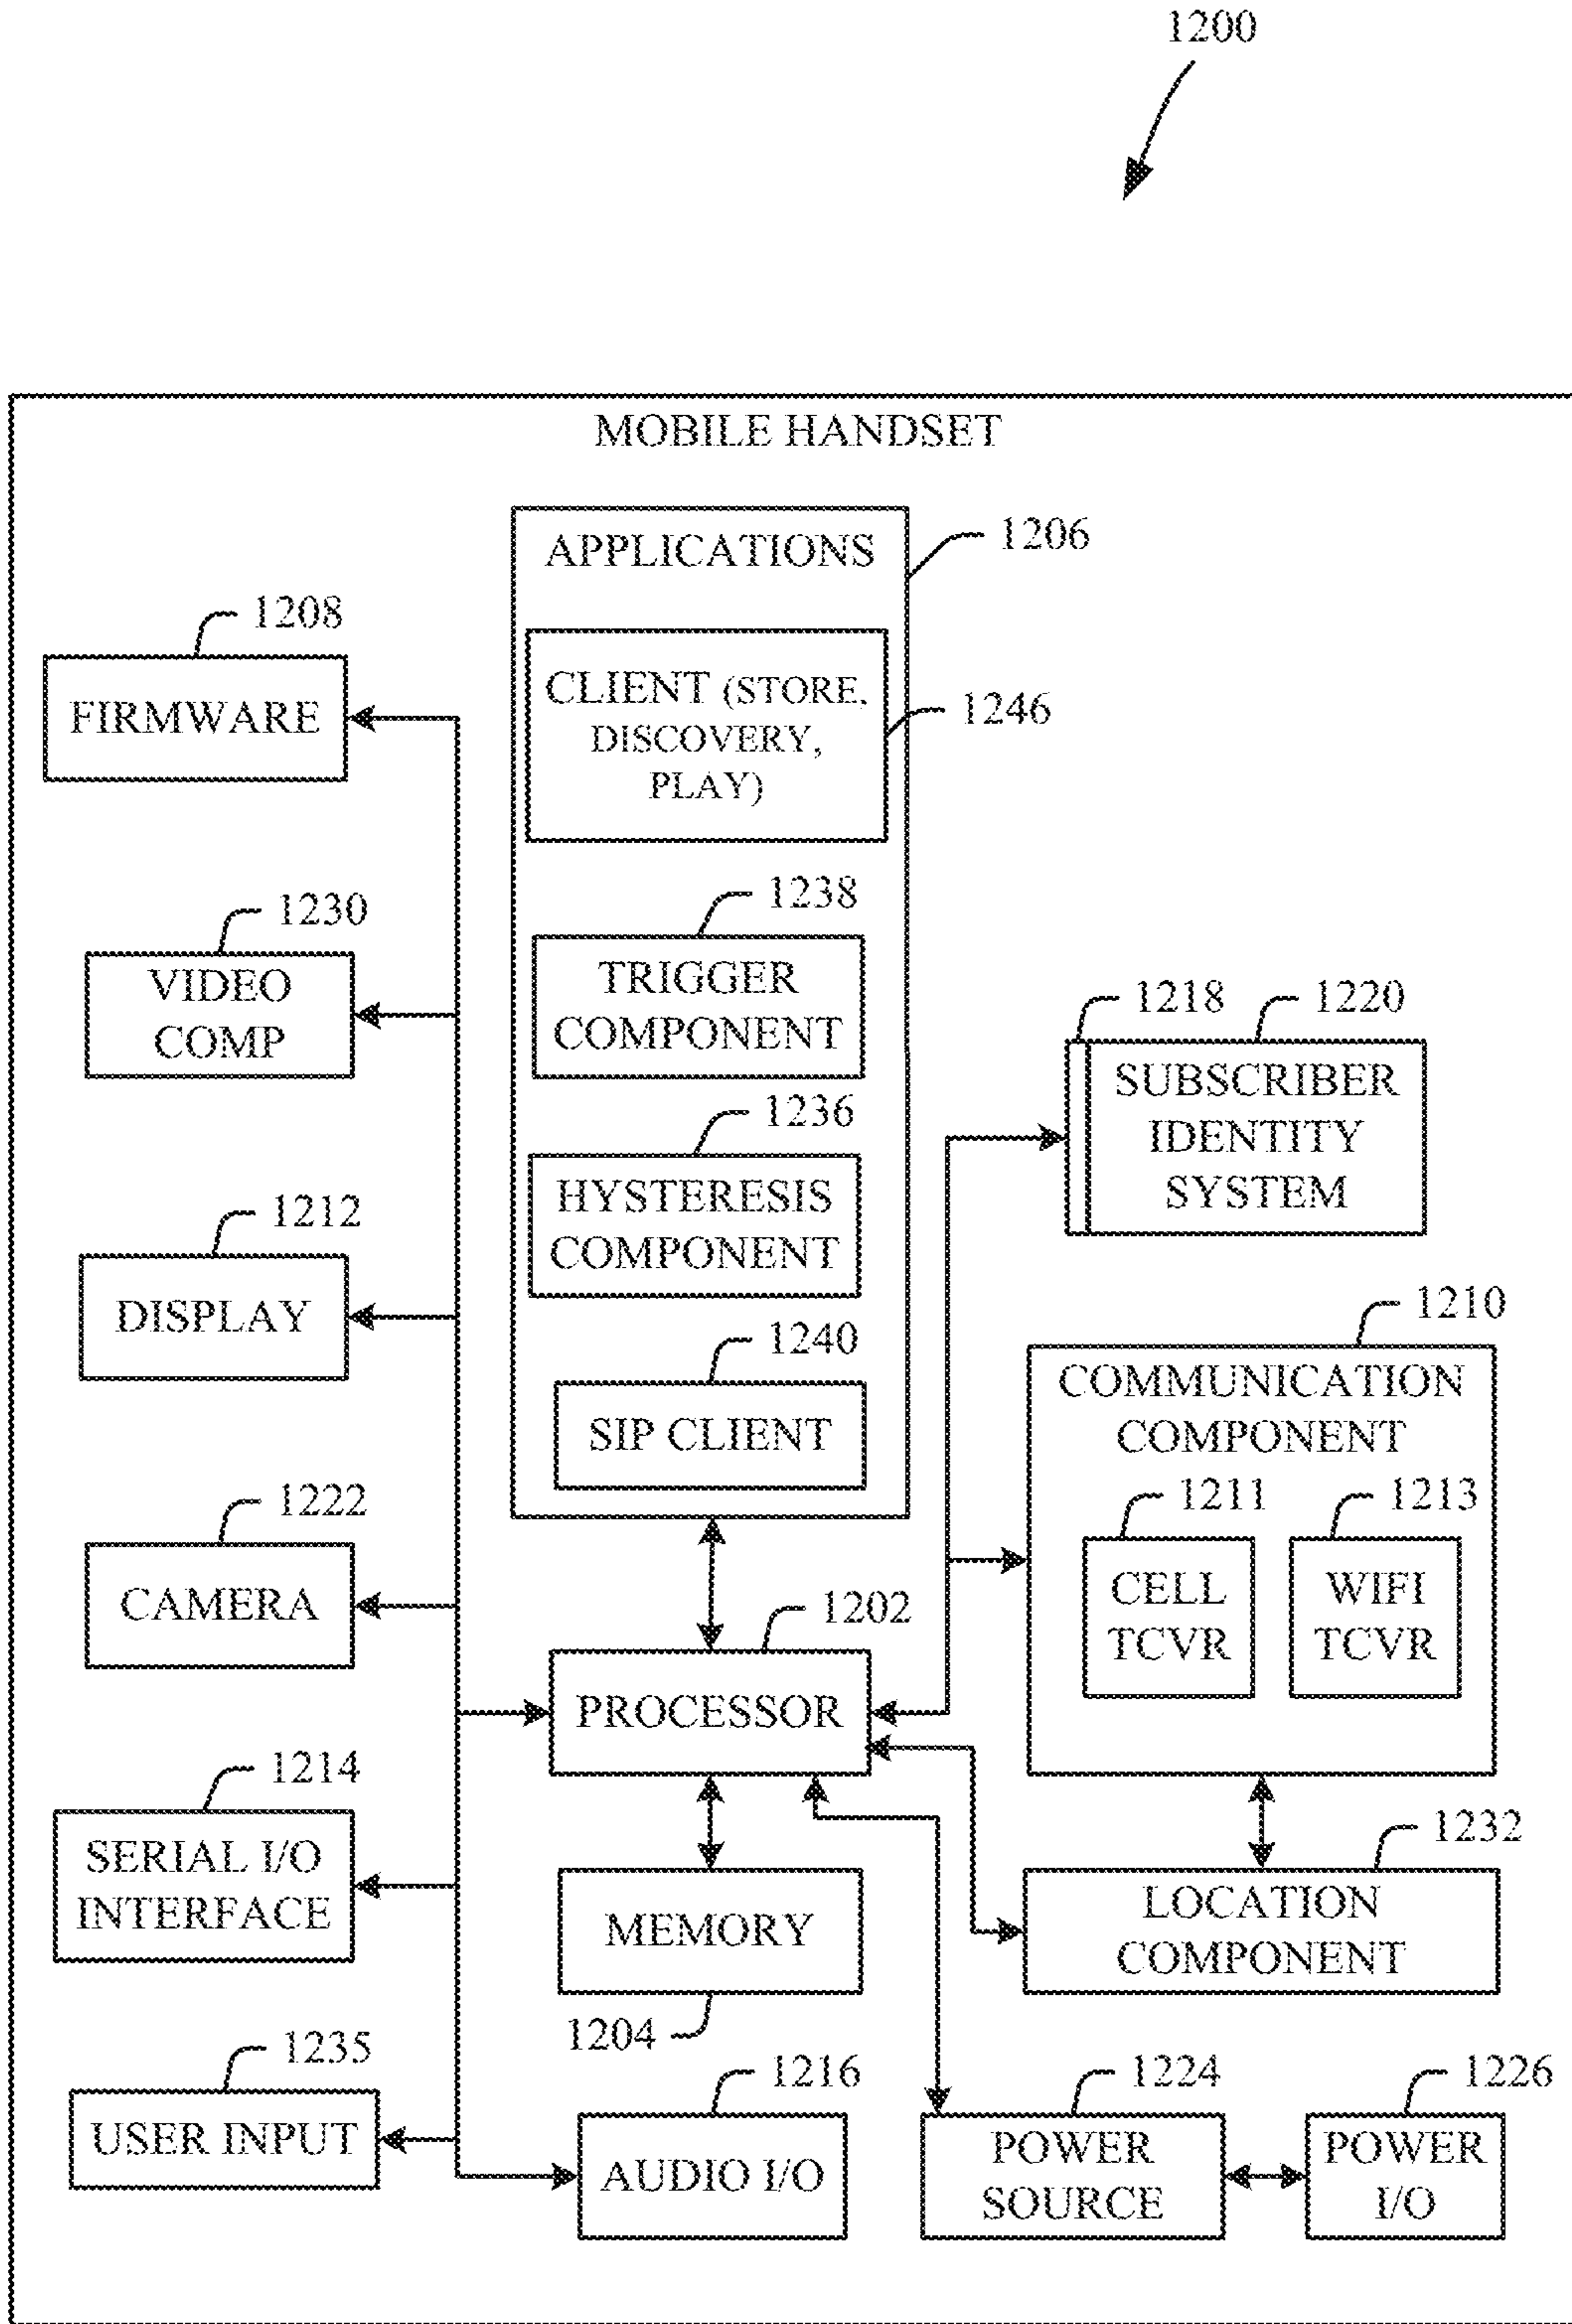 1200
MOBILE HANDSET
APPLICATIONS
1206
CLIENT (STORE,
DISCOVERY,
PLAY)
1246
1208
FIRMWARE
1238
TRIGGER
COMPONENT
1230
VIDEO
COMP
1218
1220
SUBSCRIBER
IDENTITY
SYSTEM
1236
HYSTERESIS
COMPONENT
1212
DISPLAY
1240
SIP CLIENT
1210
COMMUNICATION
COMPONENT
1211
CELL
TCVR
1213
WIFI
TCVR
1222
CAMERA
1202
PROCESSOR
1214
SERIAL I/O
INTERFACE
MEMORY
1204
1232
LOCATION
COMPONENT
1235
USER INPUT
1216
AUDIO I/O
1224
POWER
SOURCE
1226
POWER
I/O